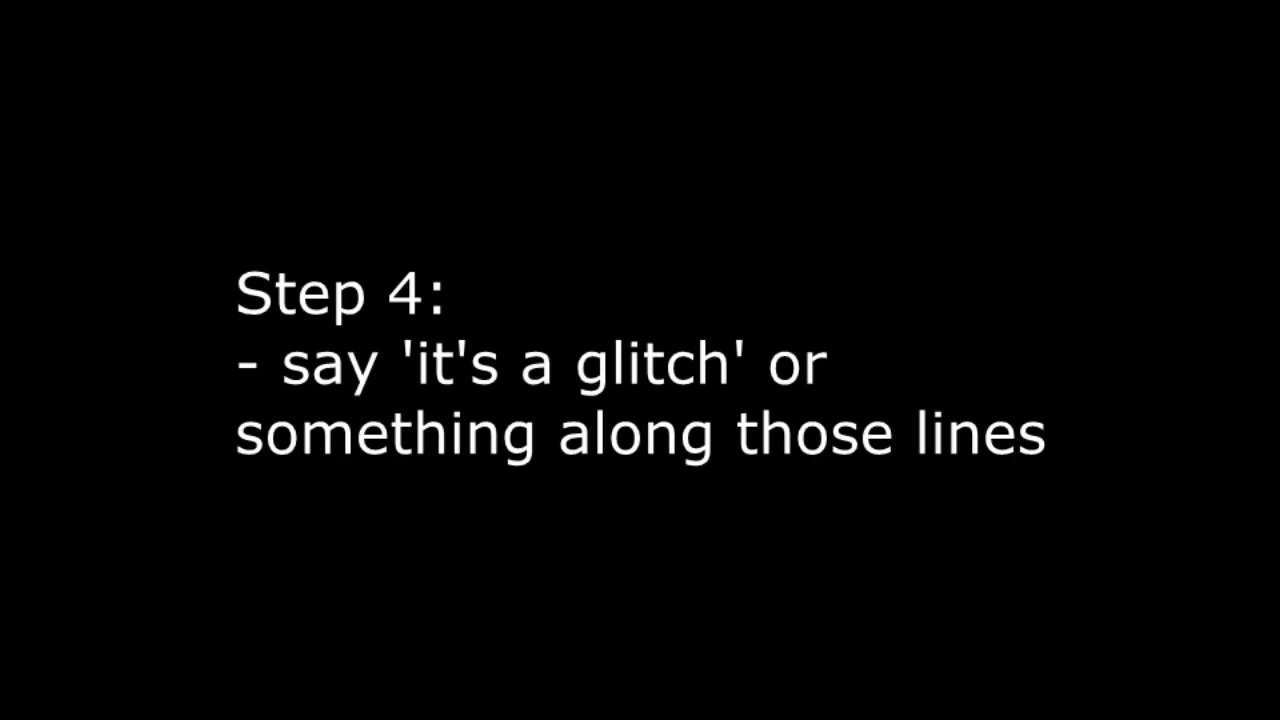 Step 4:
- say 'it's a glitch' or
something along those lines